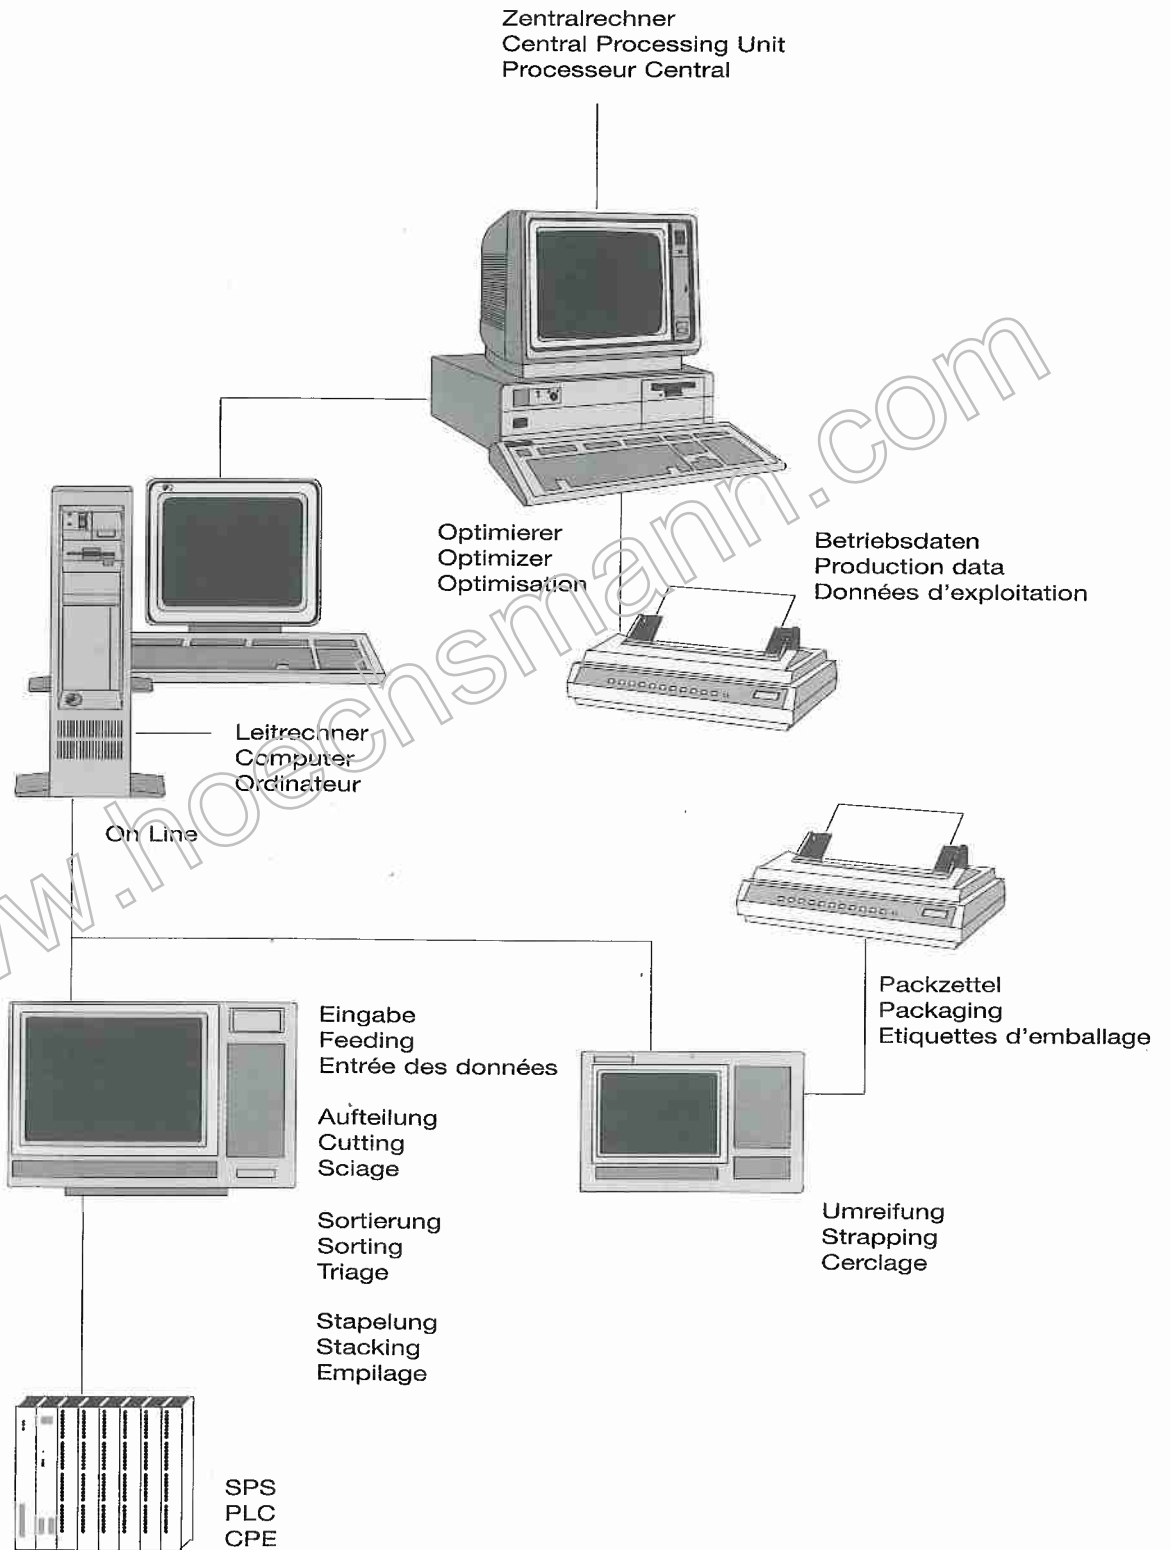 Zentralrechner
Central Processing Unit
Processeur Central
Optimierer
Optimizer
Optimisation
Betriebsdaten
Production data
Données d'exploitation
Leitrechner
Computer
Ordinateur
On Line
Packzettel
Packaging
Etiquettes d'emballage
Eingabe
Feeding
Entrée des données
Aufteilung
Cutting
Sciage
Sortierung
Sorting
Triage
Stapelung
Stacking
Empilage
Umreifung
Strapping
Cerclage
SPS
PLC
CPE
w.hoechsmann.com